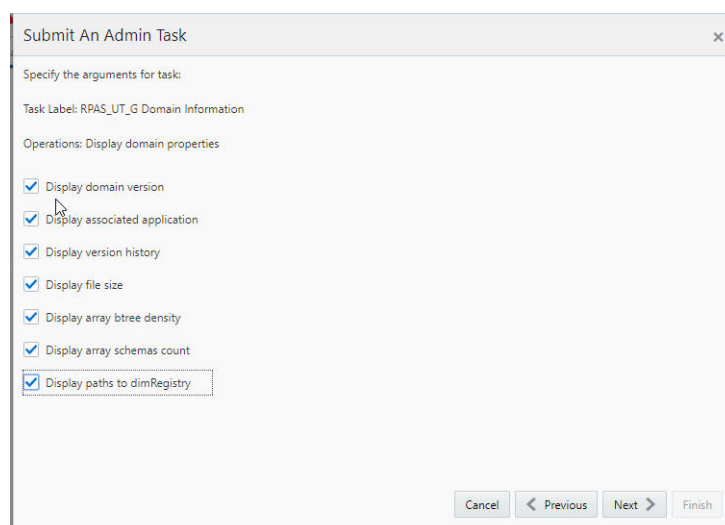 Submit An Admin Task
Specify the arguments for task:
Task Label: RPAS_UT_G Domain Information
Operations: Display domain properties
Display domain version
Display associated application
Display version history
Display file size
Display array btree density
Display array schemas count
Display paths to dimRegistry
Cancel Previous Next Finish